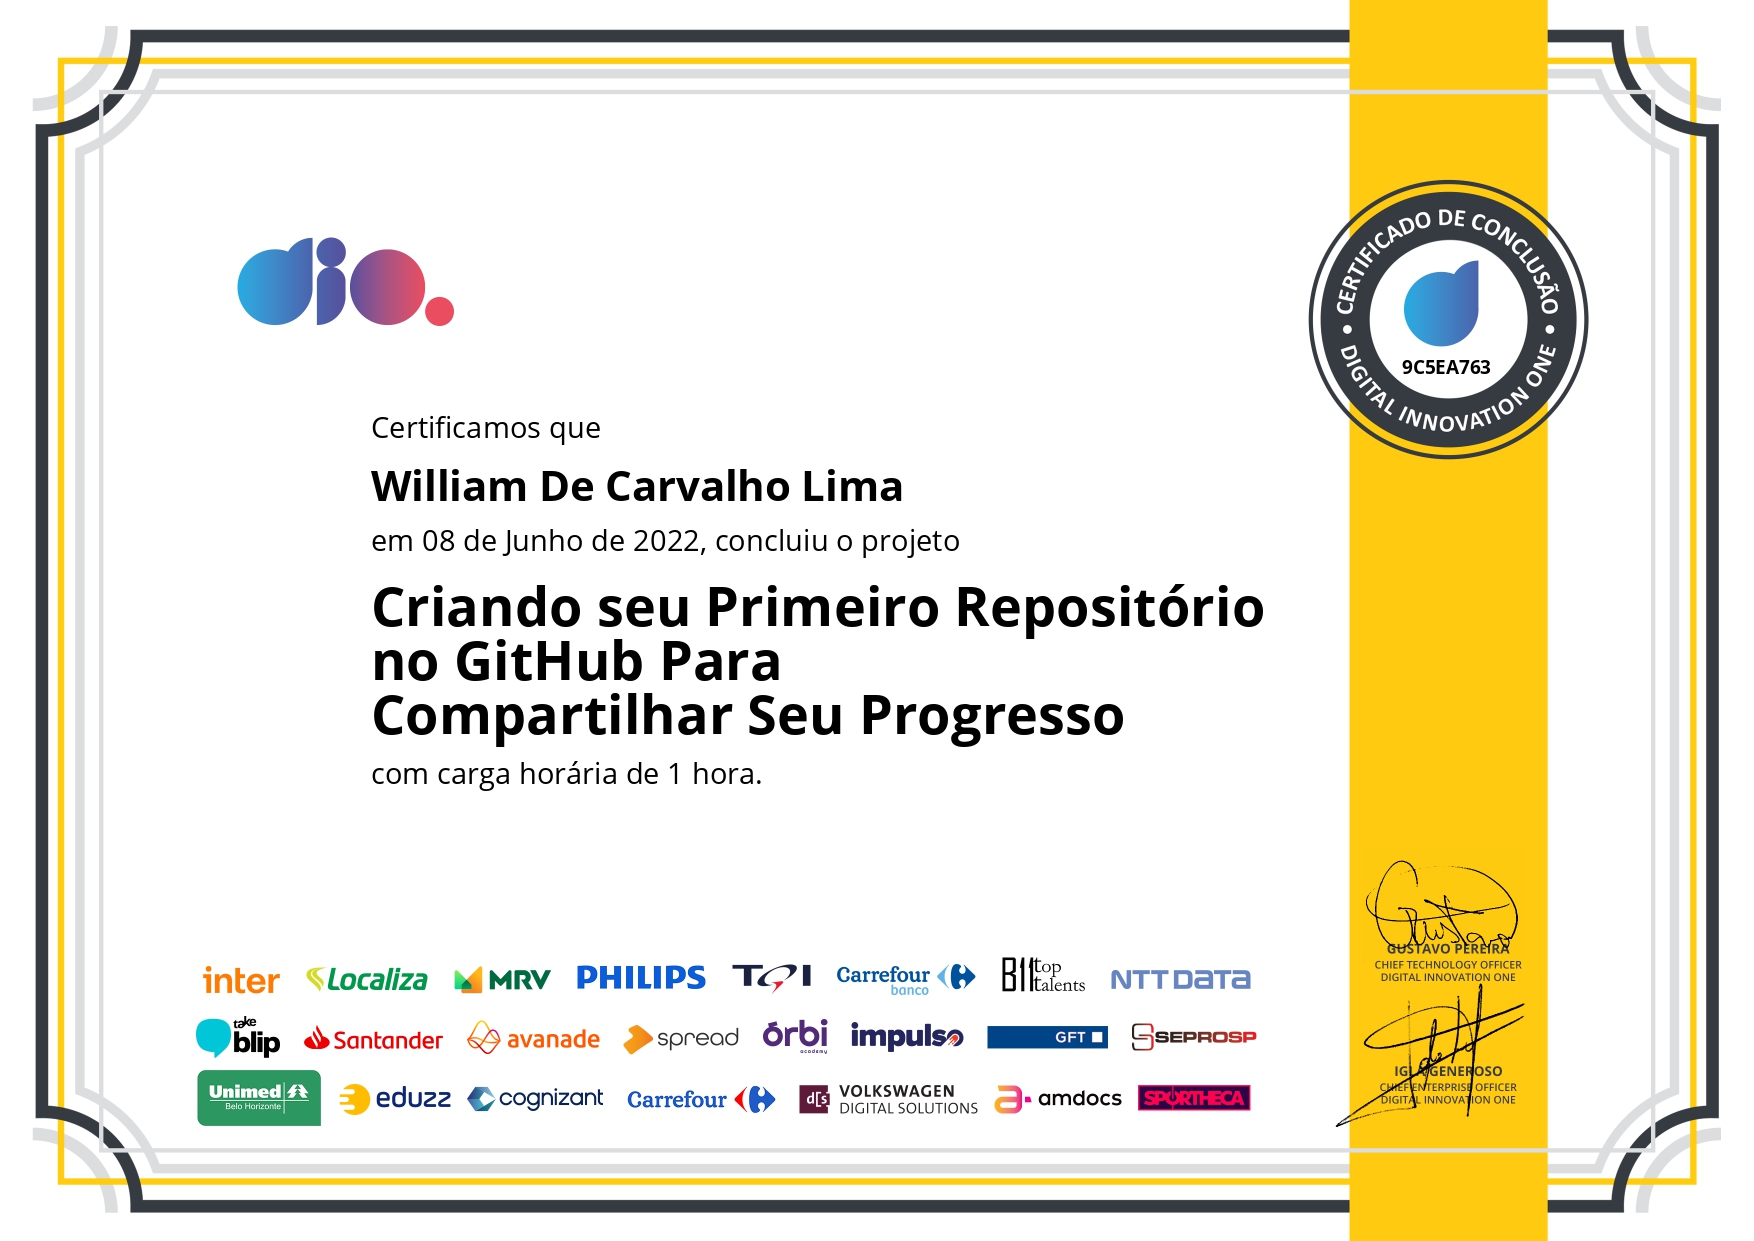 dio.
CERTIFICADO DE CONCLUSÃO
9C5EA763
DIGITAL INNOVATION ONE
Certificamos que
William De Carvalho Lima
em 08 de Junho de 2022, concluiu o projeto
Criando seu Primeiro Repositório
no GitHub Para
Compartilhar Seu Progresso
com carga horária de 1 hora.
Gustavo
GUSTAVO PEREIRA
CHIEF TECHNOLOGY OFFICER
DIGITAL INNOVATION ONE
IGLA GENEROSO
CHIEF ENTERPRISE OFFICER
DIGITAL INNOVATION ONE
inter Localiza MRV PHILIPS TQI Carrefour banco B11 top talents NTT DATA
take blip Santander avanade spread órbi academy impulso GFT SEPROSP
Unimed Belo Horizonte eduzz cognizant Carrefour d[s VOLKSWAGEN DIGITAL SOLUTIONS amdocs SPORTHECA